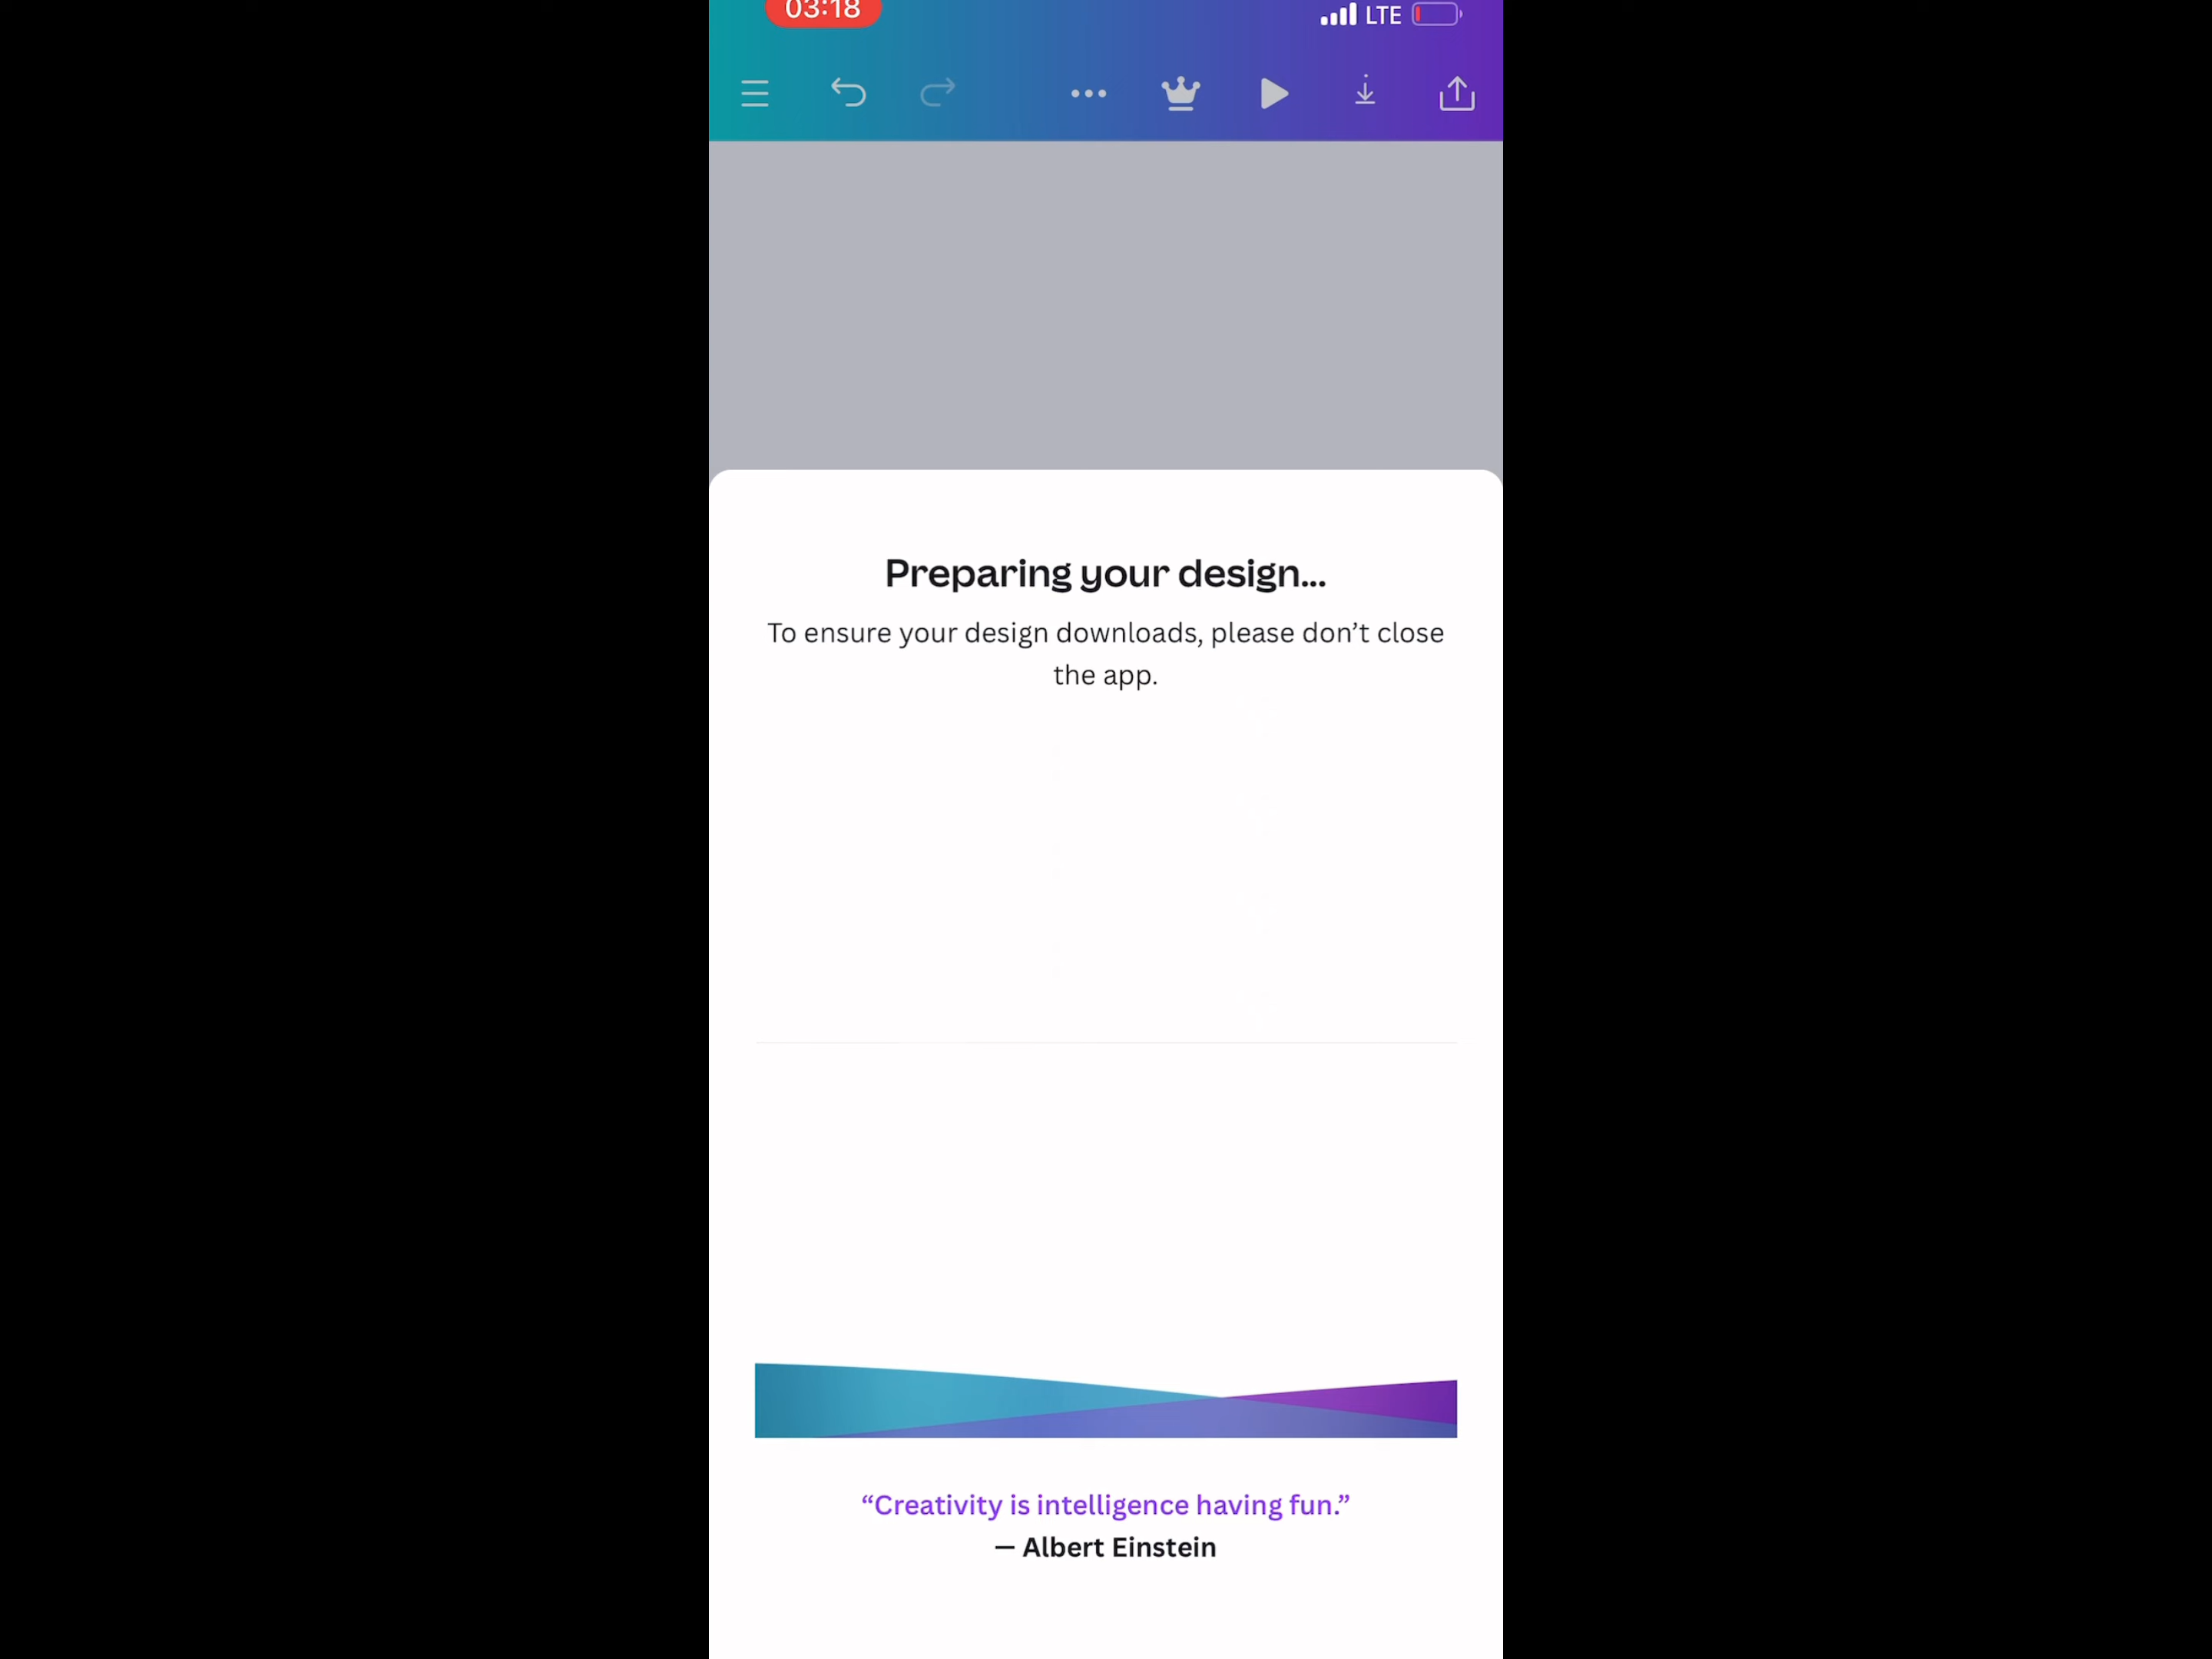 03:18
LTE
Preparing your design...
To ensure your design downloads, please don’t close
the app.
“Creativity is intelligence having fun.”
— Albert Einstein